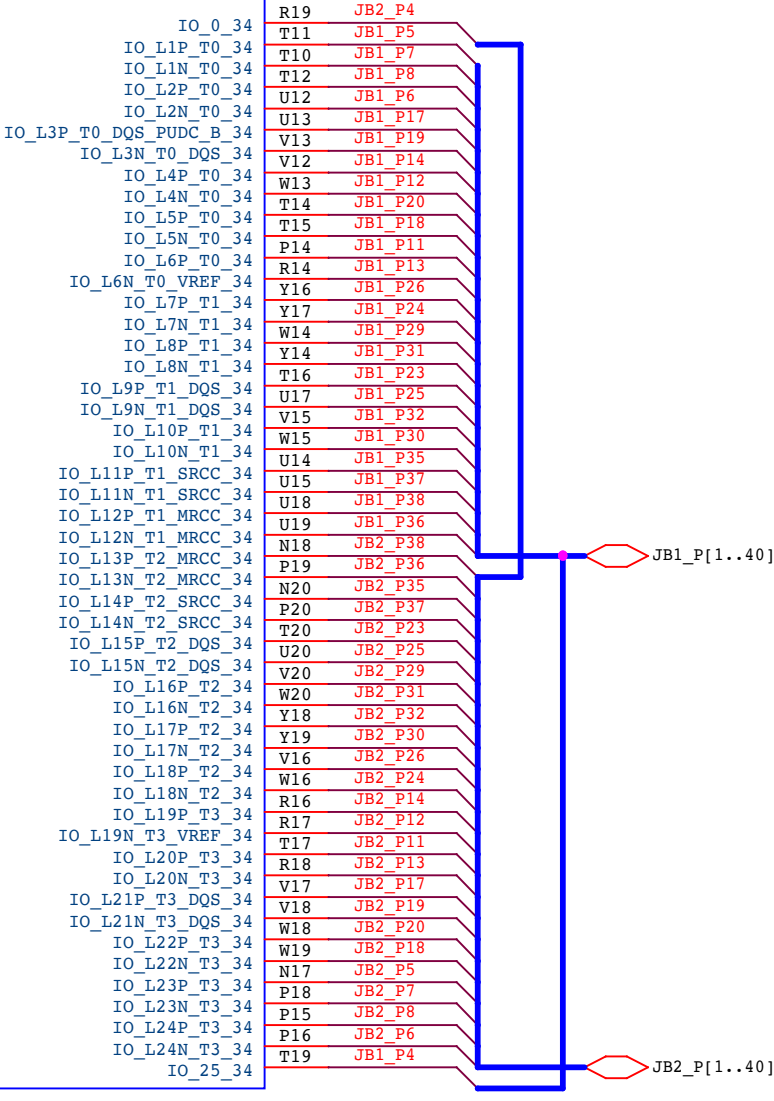 IO_0_34 R19 JB2_P4
IO_L1P_T0_34 T11 JB1_P5
IO_L1N_T0_34 T10 JB1_P7
IO_L2P_T0_34 T12 JB1_P8
IO_L2N_T0_34 U12 JB1_P6
IO_L3P_T0_DQS_PUDC_B_34 U13 JB1_P17
IO_L3N_T0_DQS_34 V13 JB1_P19
IO_L4P_T0_34 V12 JB1_P14
IO_L4N_T0_34 W13 JB1_P12
IO_L5P_T0_34 T14 JB1_P20
IO_L5N_T0_34 T15 JB1_P18
IO_L6P_T0_34 P14 JB1_P11
IO_L6N_T0_VREF_34 R14 JB1_P13
IO_L7P_T1_34 Y16 JB1_P26
IO_L7N_T1_34 Y17 JB1_P24
IO_L8P_T1_34 W14 JB1_P29
IO_L8N_T1_34 Y14 JB1_P31
IO_L9P_T1_DQS_34 T16 JB1_P23
IO_L9N_T1_DQS_34 U17 JB1_P25
IO_L10P_T1_34 V15 JB1_P32
IO_L10N_T1_34 W15 JB1_P30
IO_L11P_T1_SRCC_34 U14 JB1_P35
IO_L11N_T1_SRCC_34 U15 JB1_P37
IO_L12P_T1_MRCC_34 U18 JB1_P38
IO_L12N_T1_MRCC_34 U19 JB1_P36
IO_L13P_T2_MRCC_34 N18 JB2_P38 JB1_P[1..40]
IO_L13N_T2_MRCC_34 P19 JB2_P36
IO_L14P_T2_SRCC_34 N20 JB2_P35
IO_L14N_T2_SRCC_34 P20 JB2_P37
IO_L15P_T2_DQS_34 T20 JB2_P23
IO_L15N_T2_DQS_34 U20 JB2_P25
IO_L16P_T2_34 V20 JB2_P29
IO_L16N_T2_34 W20 JB2_P31
IO_L17P_T2_34 Y18 JB2_P32
IO_L17N_T2_34 Y19 JB2_P30
IO_L18P_T2_34 V16 JB2_P26
IO_L18N_T2_34 W16 JB2_P24
IO_L19P_T3_34 R16 JB2_P14
IO_L19N_T3_VREF_34 R17 JB2_P12
IO_L20P_T3_34 T17 JB2_P11
IO_L20N_T3_34 R18 JB2_P13
IO_L21P_T3_DQS_34 V17 JB2_P17
IO_L21N_T3_DQS_34 V18 JB2_P19
IO_L22P_T3_34 W18 JB2_P20
IO_L22N_T3_34 W19 JB2_P18
IO_L23P_T3_34 N17 JB2_P5
IO_L23N_T3_34 P18 JB2_P7
IO_L24P_T3_34 P15 JB2_P8
IO_L24N_T3_34 P16 JB2_P6
IO_25_34 T19 JB1_P4 JB2_P[1..40]